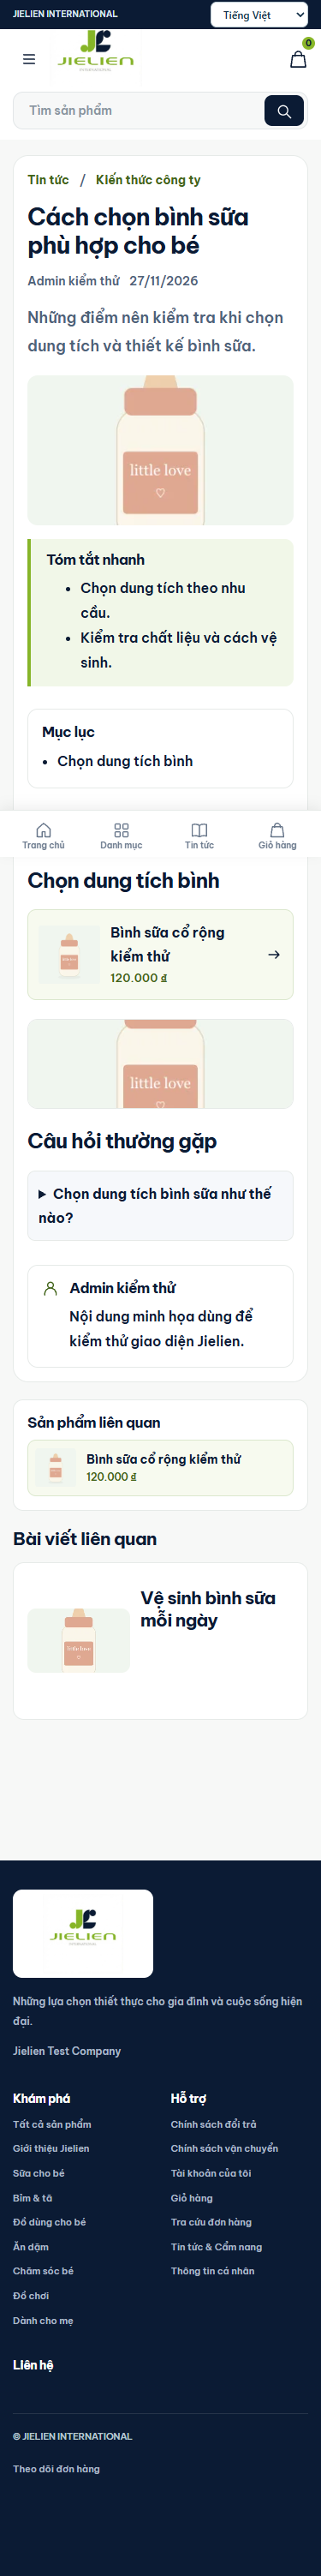 JIELIEN INTERNATIONAL
Tiếng Việt
JIELIEN
INTERNATIONAL
0
Tìm sản phẩm
Tin tức / Kiến thức công ty
Cách chọn bình sữa
phù hợp cho bé
Admin kiểm thử 27/11/2026
Những điểm nên kiểm tra khi chọn
dung tích và thiết kế bình sữa.
little love
Tóm tắt nhanh
• Chọn dung tích theo nhu
cầu.
• Kiểm tra chất liệu và cách vệ
sinh.
Mục lục
• Chọn dung tích bình
Trang chủ
Danh mục
Tin tức
Giỏ hàng
Chọn dung tích bình
Bình sữa cổ rộng
kiểm thử
120.000 ₫
little love
Câu hỏi thường gặp
Chọn dung tích bình sữa như thế
nào?
Admin kiểm thử
Nội dung minh họa dùng để
kiểm thử giao diện Jielien.
Sản phẩm liên quan
Bình sữa cổ rộng kiểm thử
120.000 ₫
Bài viết liên quan
Vệ sinh bình sữa
mỗi ngày
little love
JIELIEN
INTERNATIONAL
Những lựa chọn thiết thực cho gia đình và cuộc sống hiện
đại.
Jielien Test Company
Khám phá
Tất cả sản phẩm
Giới thiệu Jielien
Sữa cho bé
Bỉm & tã
Đồ dùng cho bé
Ăn dặm
Chăm sóc bé
Đồ chơi
Dành cho mẹ
Hỗ trợ
Chính sách đổi trả
Chính sách vận chuyển
Tài khoản của tôi
Giỏ hàng
Tra cứu đơn hàng
Tin tức & Cẩm nang
Thông tin cá nhân
Liên hệ
© JIELIEN INTERNATIONAL
Theo dõi đơn hàng